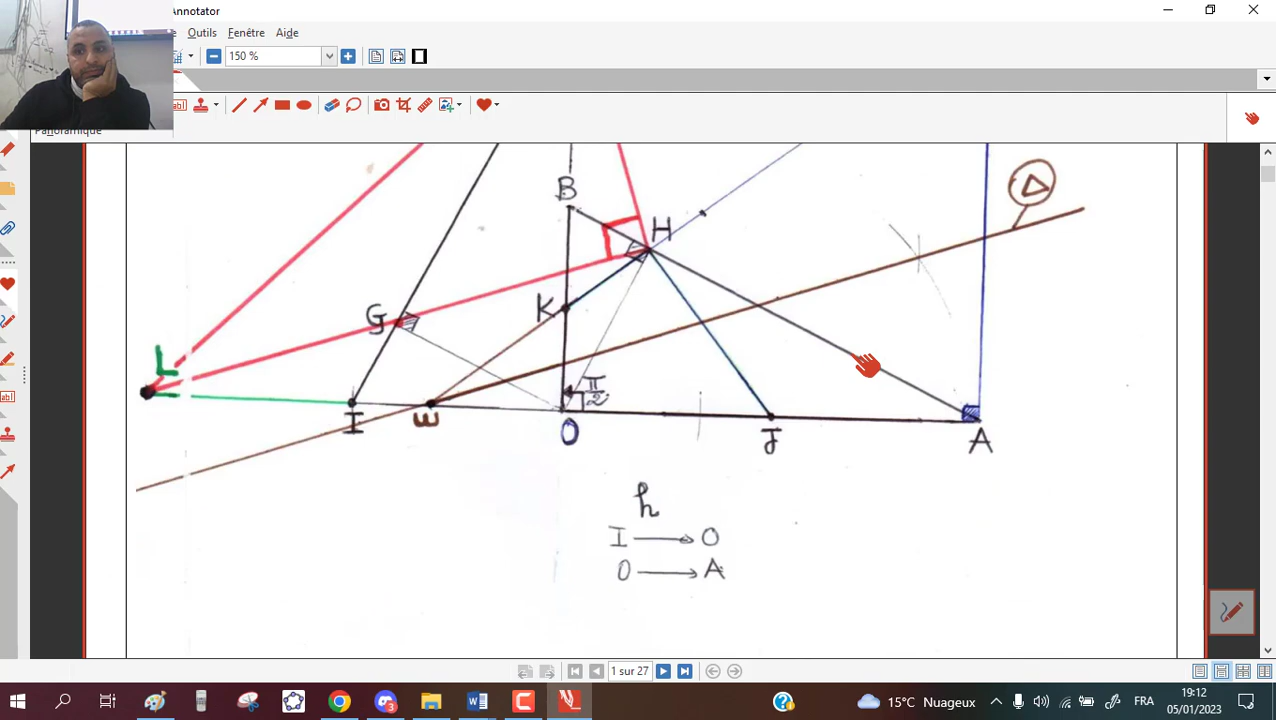 Annotator
Outils Fenêtre Aide
150 %
Panoramique
B
H
Δ
K
G
L
π/2
I
ω
O
J
A
h
I → O
O → A
1 sur 27
15°C Nuageux
FRA
19:12
05/01/2023